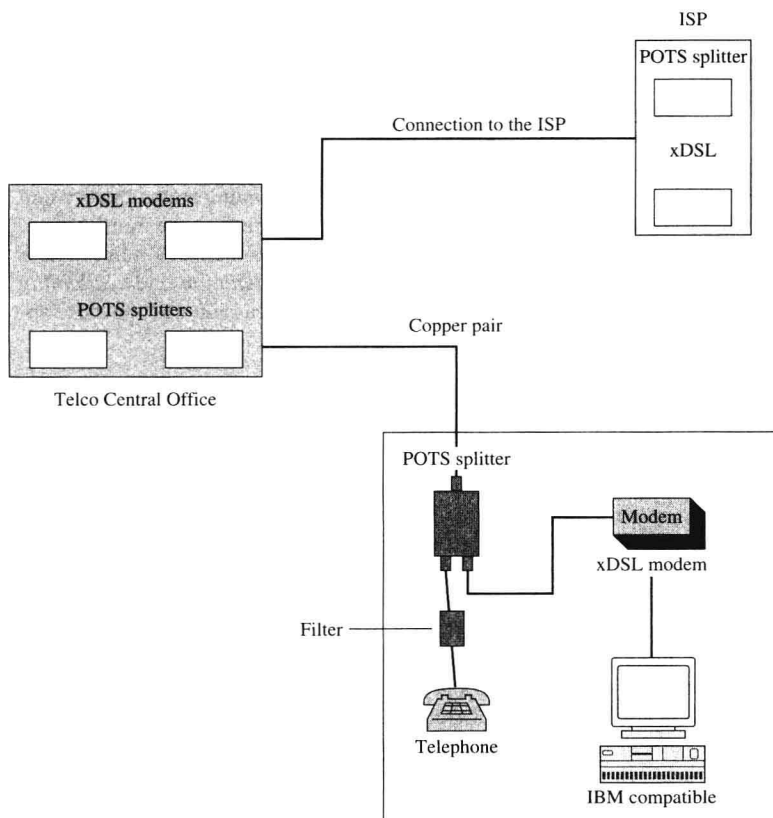 ISP
POTS splitter
Connection to the ISP
xDSL
xDSL modems
POTS splitters
Copper pair
Telco Central Office
POTS splitter
Modem
xDSL modem
Filter
Telephone
IBM compatible